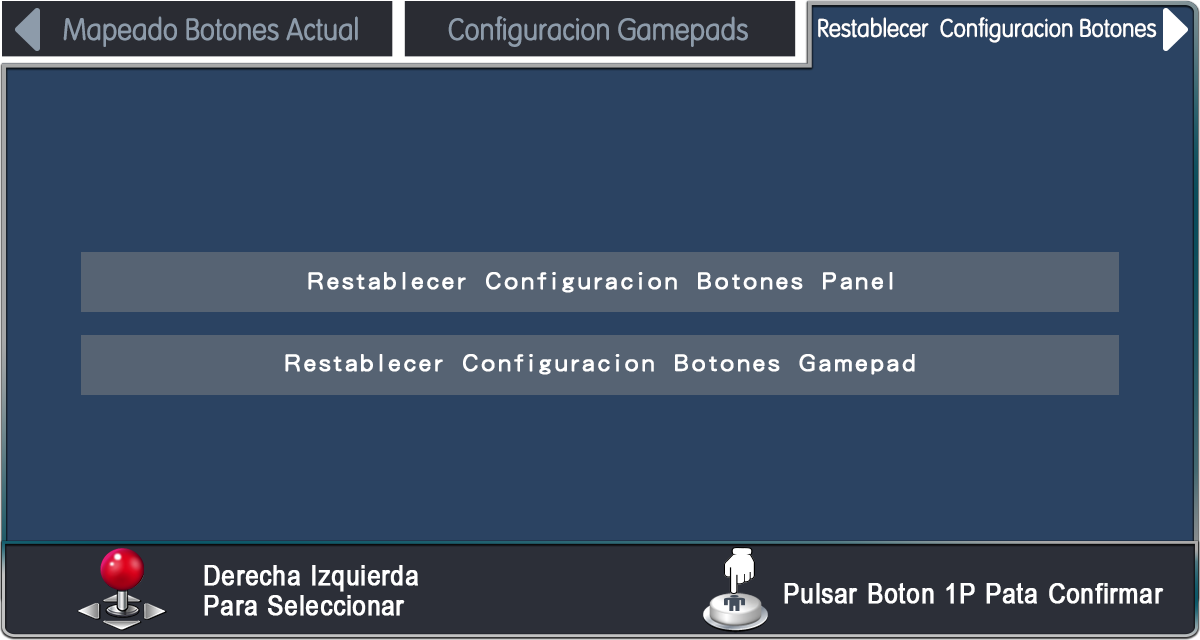 Mapeado Botones Actual
Configuracion Gamepads
Restablecer Configuracion Botones
Restablecer Configuracion Botones Panel
Restablecer Configuracion Botones Gamepad
Derecha Izquierda
Para Seleccionar
Pulsar Boton 1P Pata Confirmar